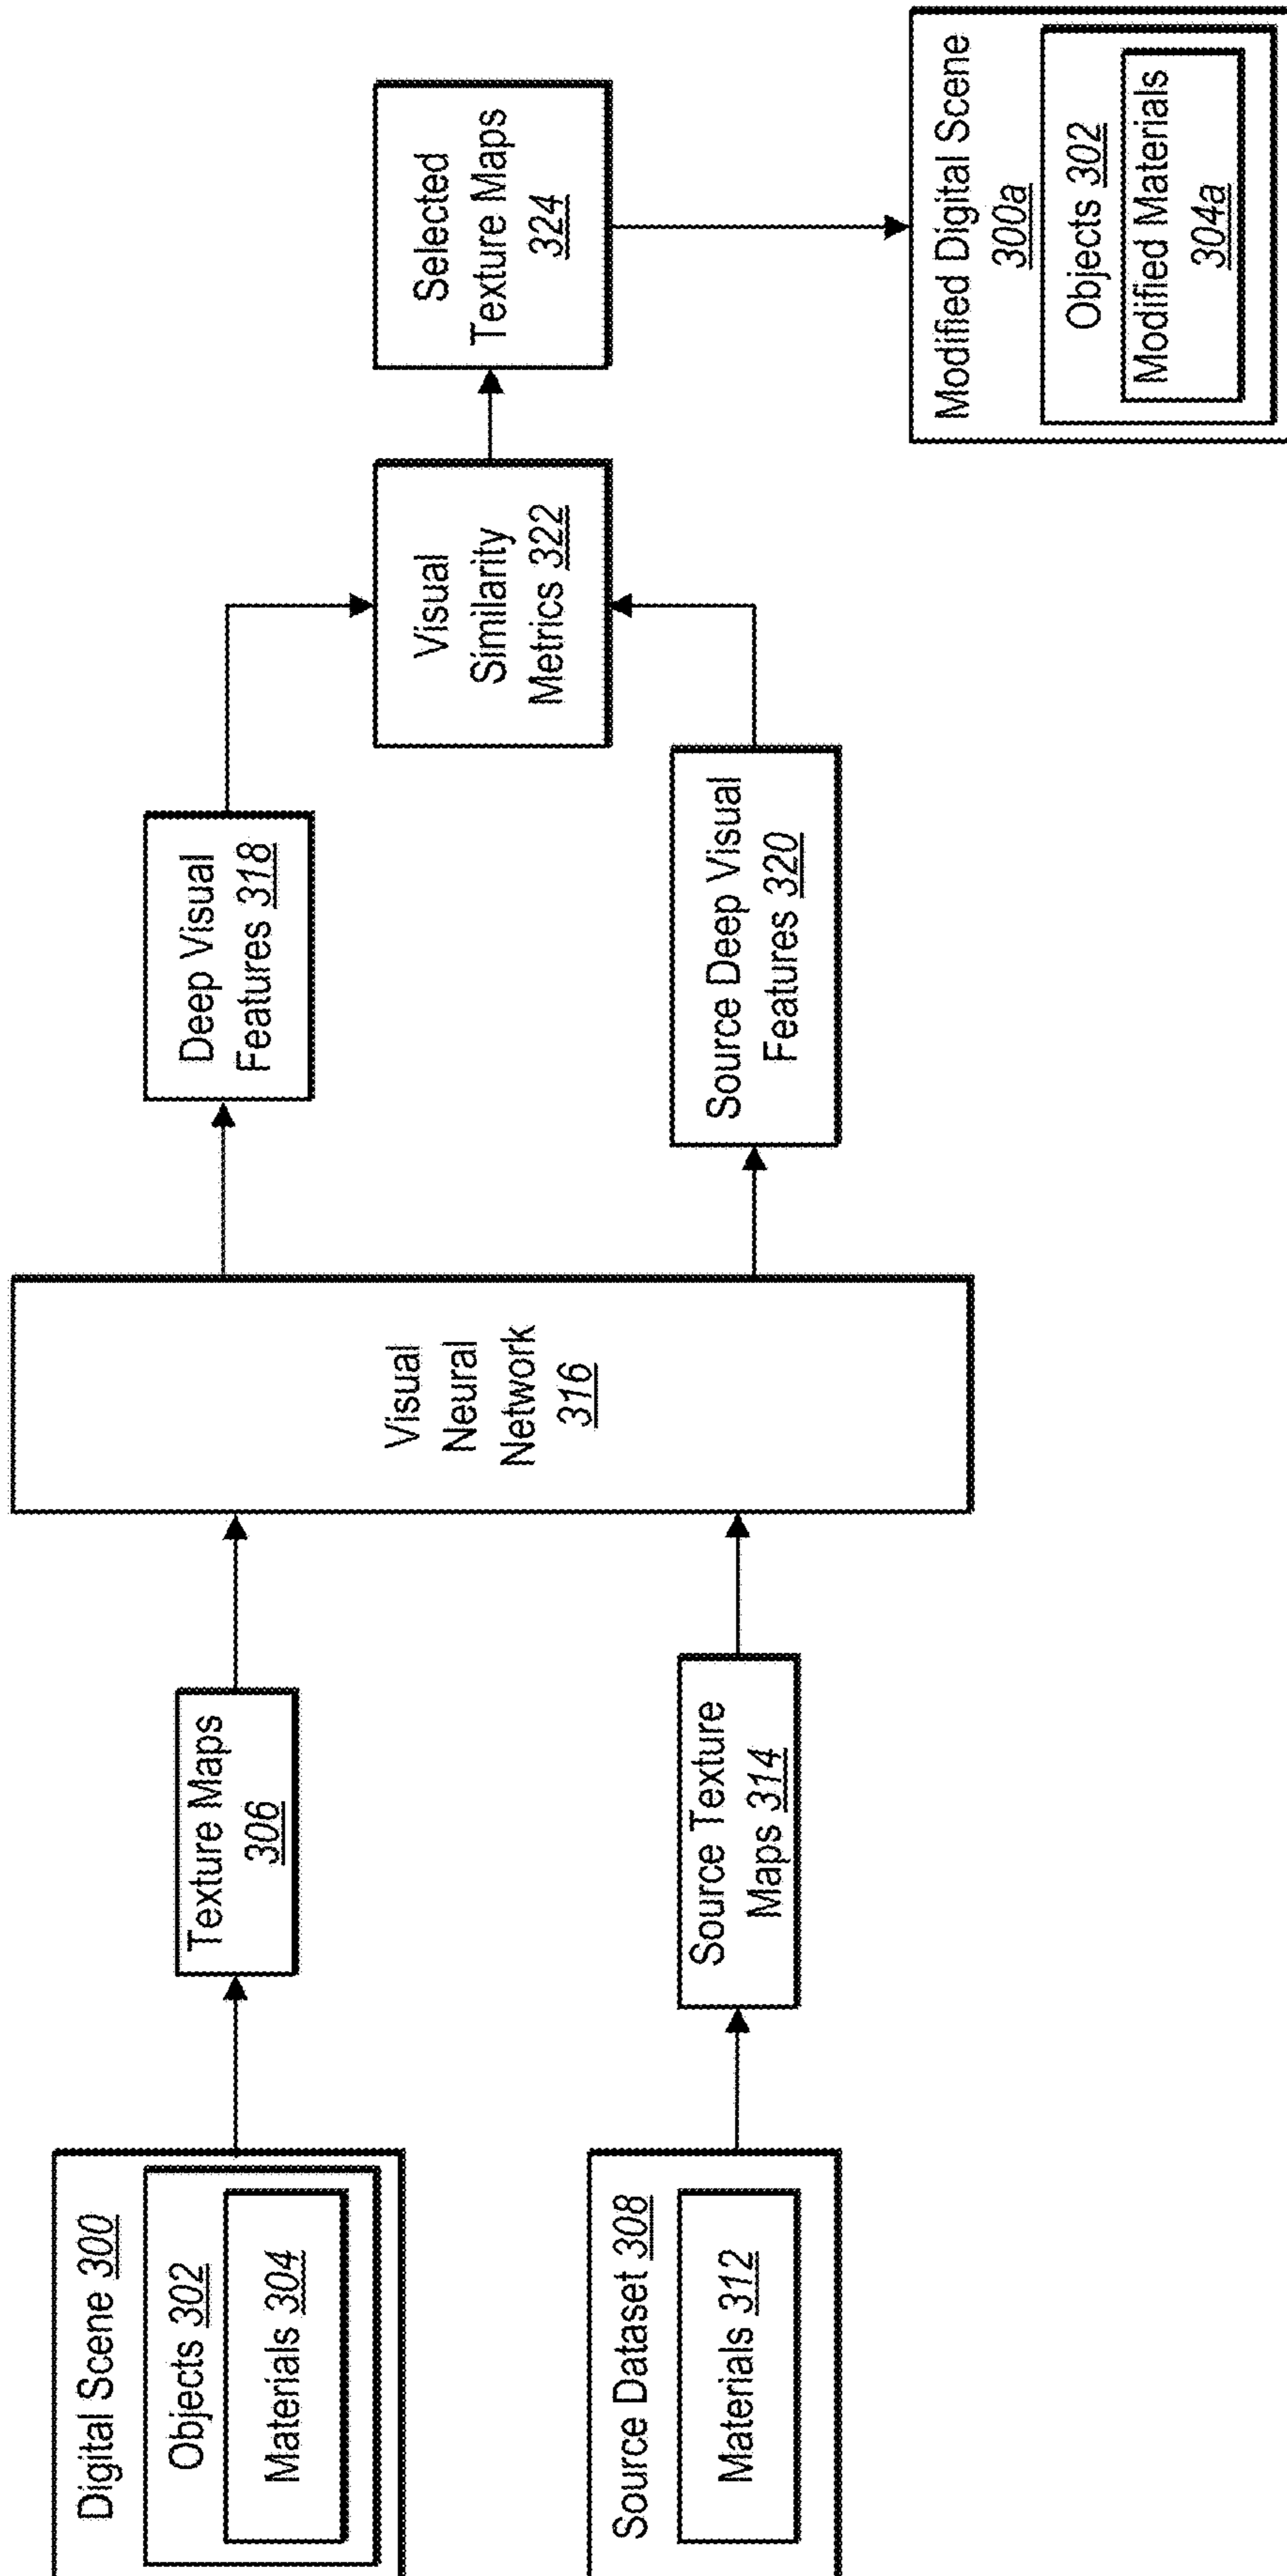 Digital Scene 300
Objects 302
Materials 304
Source Dataset 308
Materials 312
Texture Maps
306
Source Texture
Maps 314
Visual
Neural
Network
316
Deep Visual
Features 318
Source Deep Visual
Features 320
Visual
Similarity
Metrics 322
Selected
Texture Maps
324
Modified Digital Scene
300a
Objects 302
Modified Materials
304a